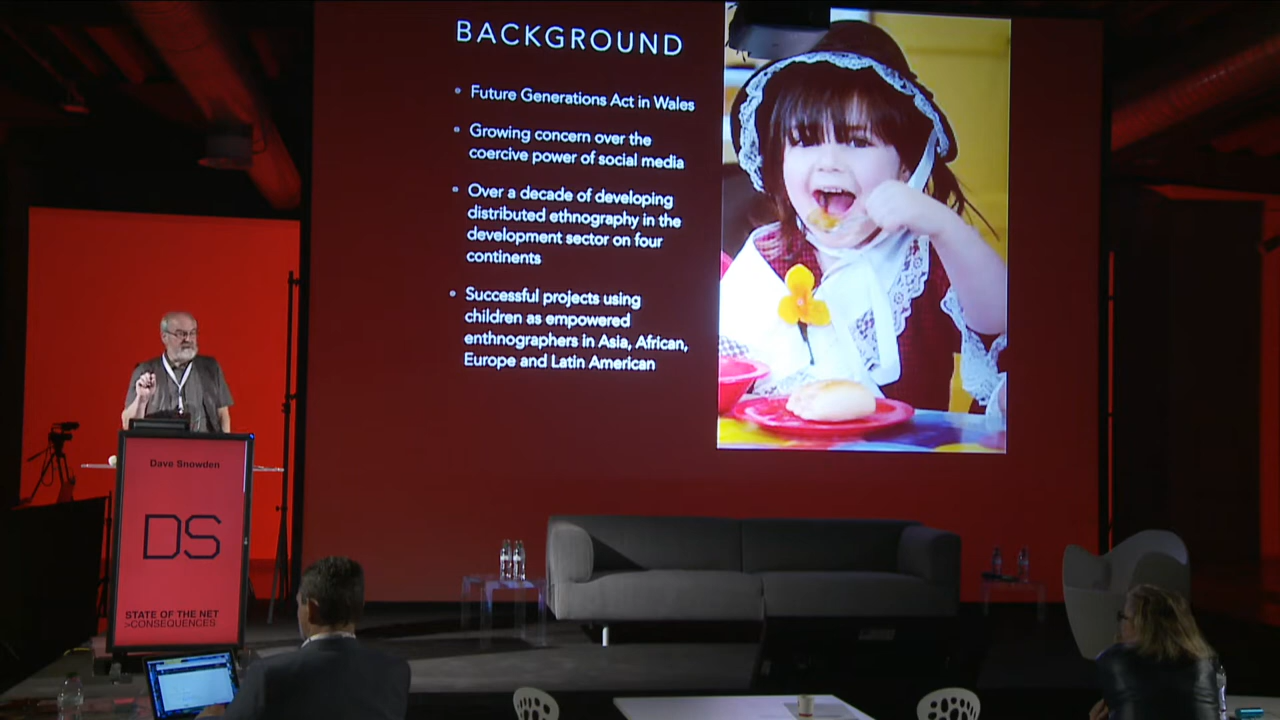 BACKGROUND
Future Generations Act in Wales
Growing concern over the
coercive power of social media
Over a decade of developing
distributed ethnography in the
development sector on four
continents
Successful projects using
children as empowered
enthnographers in Asia, African,
Europe and Latin American
Dave Snowden
DS
STATE OF THE NET
>CONSEQUENCES